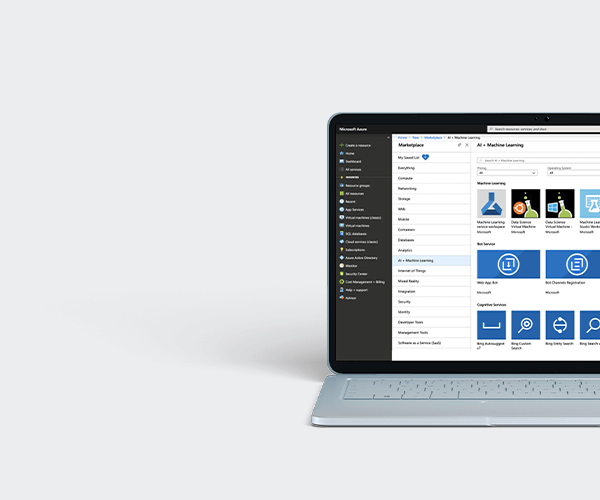 Microsoft Azure
Search resources, services, and docs
Create a resource
Home
Dashboard
All services
FAVORITES
Resource groups
All resources
Recent
App Services
Virtual machines (classic)
Virtual machines
SQL databases
Cloud services (classic)
Subscriptions
Azure Active Directory
Monitor
Security Center
Cost Management + Billing
Help + support
Advisor
Home > New > Marketplace > AI + Machine Learning
Marketplace
My Saved List
Everything
Compute
Networking
Storage
Web
Mobile
Containers
Databases
Analytics
AI + Machine Learning
Internet of Things
Mixed Reality
Integration
Security
Identity
Developer Tools
Management Tools
Software as a Service (SaaS)
AI + Machine Learning
Search AI + Machine Learning
Pricing
All
Operating System
All
Machine Learning
Machine Learning
service workspace
Microsoft
Data Science
Virtual Machine
Microsoft
Data Science
Virtual Machine -
Microsoft
Machine Lea
Studio Work
Microsoft
Bot Service
Web App Bot
Microsoft
Bot Channels Registration
Microsoft
Cognitive Services
Bing Autosuggest
v7
Bing Custom
Search
Bing Entity Search
Bing Search